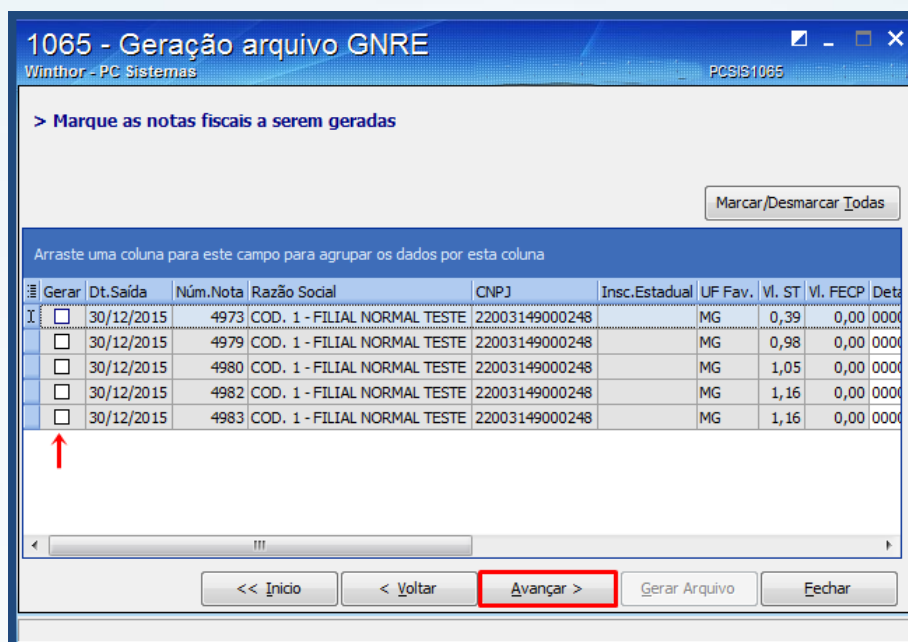 1065 - Geração arquivo GNRE
Winthor - PC Sistemas PCSIS1065
> Marque as notas fiscais a serem geradas
Marcar/Desmarcar Todas
Arraste uma coluna para este campo para agrupar os dados por esta coluna
Gerar Dt.Saída Núm.Nota Razão Social CNPJ Insc.Estadual UF Fav. Vl. ST Vl. FECP Deta
30/12/2015 4973 COD. 1 - FILIAL NORMAL TESTE 22003149000248 MG 0,39 0,00 0000
30/12/2015 4979 COD. 1 - FILIAL NORMAL TESTE 22003149000248 MG 0,98 0,00 0000
30/12/2015 4980 COD. 1 - FILIAL NORMAL TESTE 22003149000248 MG 1,05 0,00 0000
30/12/2015 4982 COD. 1 - FILIAL NORMAL TESTE 22003149000248 MG 1,16 0,00 0000
30/12/2015 4983 COD. 1 - FILIAL NORMAL TESTE 22003149000248 MG 1,16 0,00 0000
<< Inicio < Voltar Avançar > Gerar Arquivo Fechar